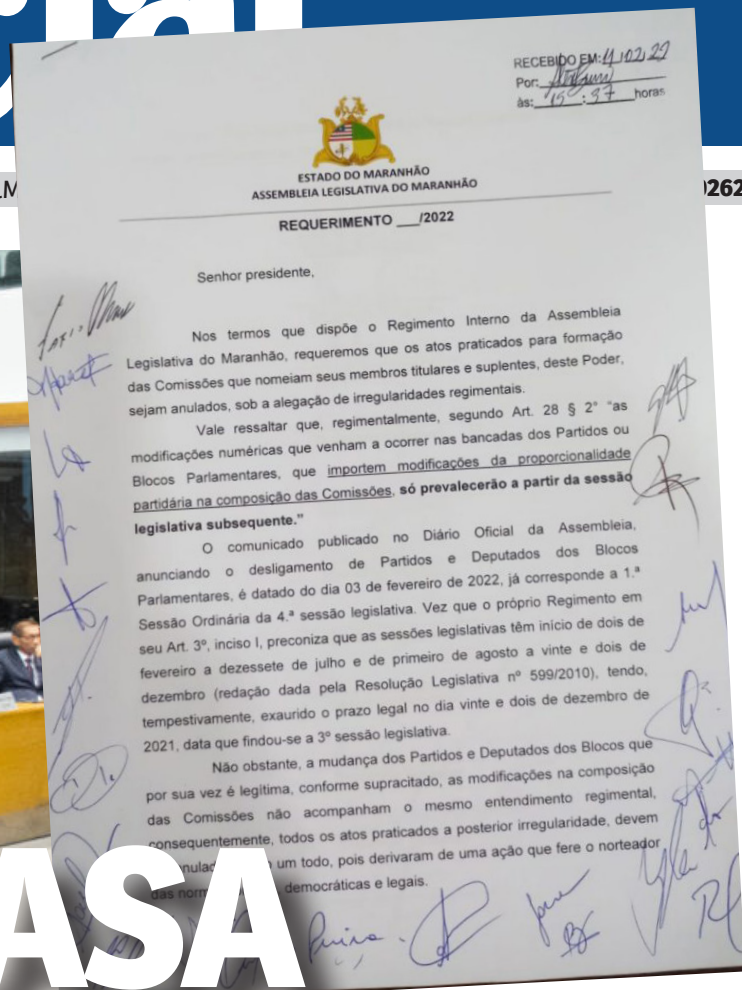 RECEBIDO EM: 11/02/22
Por:
às: 15:37 horas
ESTADO DO MARANHÃO
ASSEMBLEIA LEGISLATIVA DO MARANHÃO
REQUERIMENTO ___/2022
Senhor presidente,
Nos termos que dispõe o Regimento Interno da Assembleia
Legislativa do Maranhão, requeremos que os atos praticados para formação
das Comissões que nomeiam seus membros titulares e suplentes, deste Poder,
sejam anulados, sob a alegação de irregularidades regimentais.
Vale ressaltar que, regimentalmente, segundo Art. 28 § 2° “as
modificações numéricas que venham a ocorrer nas bancadas dos Partidos ou
Blocos Parlamentares, que importem modificações da proporcionalidade
partidária na composição das Comissões, só prevalecerão a partir da sessão
legislativa subsequente.”
O comunicado publicado no Diário Oficial da Assembleia,
anunciando o desligamento de Partidos e Deputados dos Blocos
Parlamentares, é datado do dia 03 de fevereiro de 2022, já corresponde a 1.ª
Sessão Ordinária da 4.ª sessão legislativa. Vez que o próprio Regimento em
seu Art. 3º, inciso I, preconiza que as sessões legislativas têm início de dois de
fevereiro a dezessete de julho e de primeiro de agosto a vinte e dois de
dezembro (redação dada pela Resolução Legislativa nº 599/2010), tendo,
tempestivamente, exaurido o prazo legal no dia vinte e dois de dezembro de
2021, data que findou-se a 3º sessão legislativa.
Não obstante, a mudança dos Partidos e Deputados dos Blocos que
por sua vez é legítima, conforme supracitado, as modificações na composição
das Comissões não acompanham o mesmo entendimento regimental,
consequentemente, todos os atos praticados a posterior irregularidade, devem
um todo, pois derivaram de uma ação que fere o norteador
das democráticas e legais.
ASA